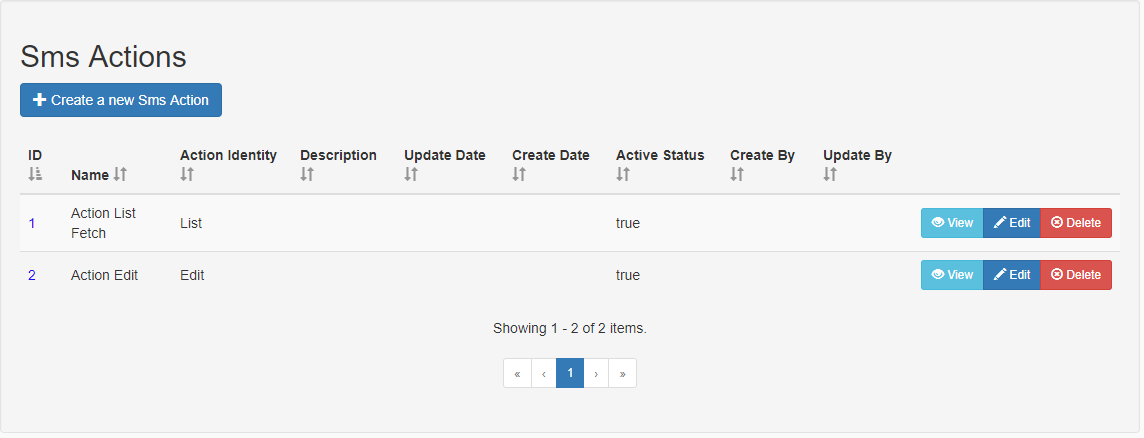 Sms Actions
Create a new Sms Action
ID Name Action Identity Description Update Date Create Date Active Status Create By Update By
1 Action List Fetch List true View Edit Delete
2 Action Edit Edit true View Edit Delete
Showing 1 - 2 of 2 items.
« ‹ 1 › »